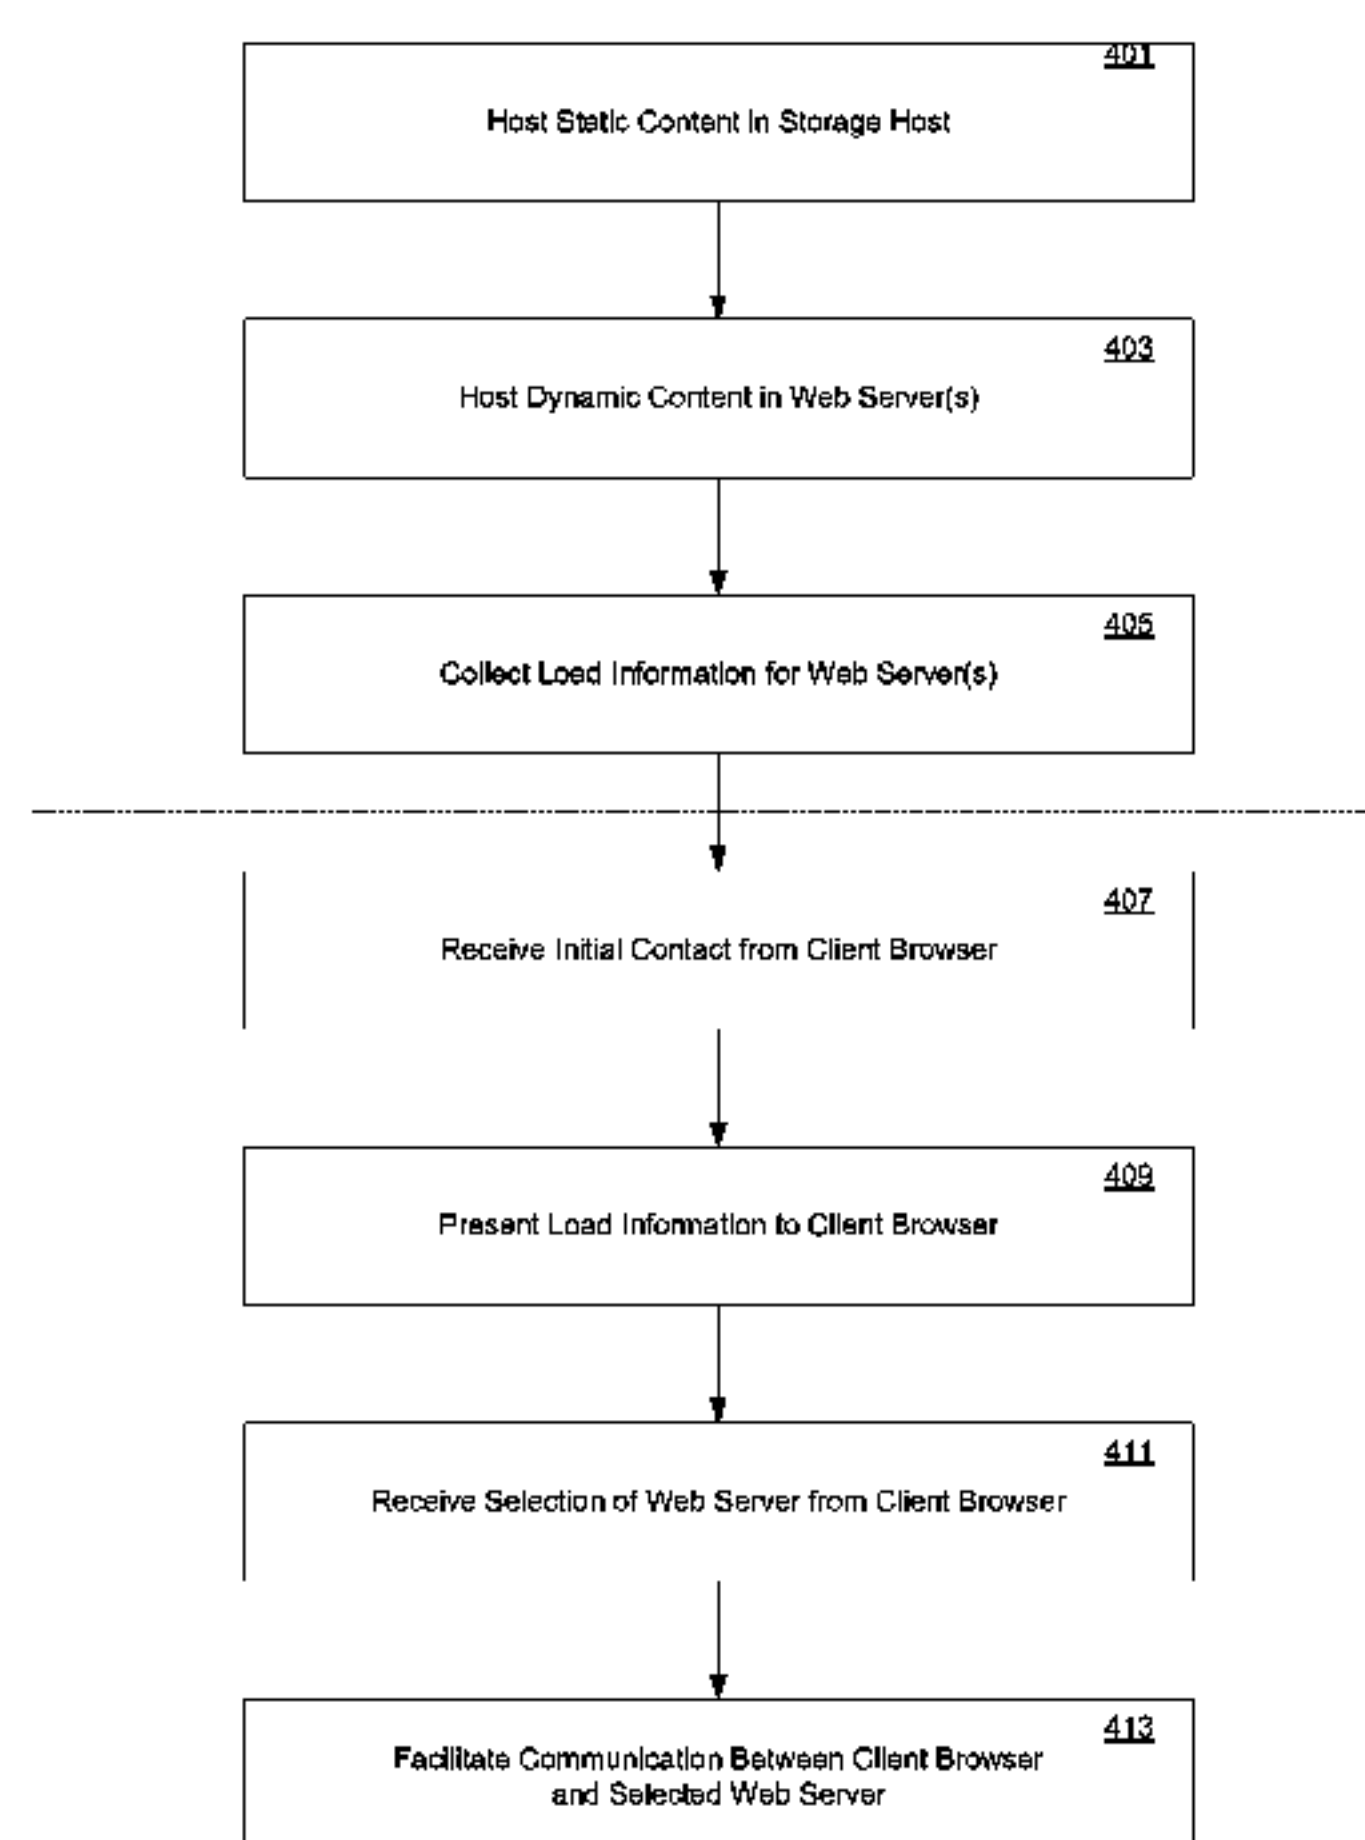 401
Host Static Content in Storage Host
403
Host Dynamic Content in Web Server(s)
405
Collect Load Information for Web Server(s)
407
Receive Initial Contact from Client Browser
409
Present Load Information to Client Browser
411
Receive Selection of Web Server from Client Browser
413
Facilitate Communication Between Client Browser
and Selected Web Server